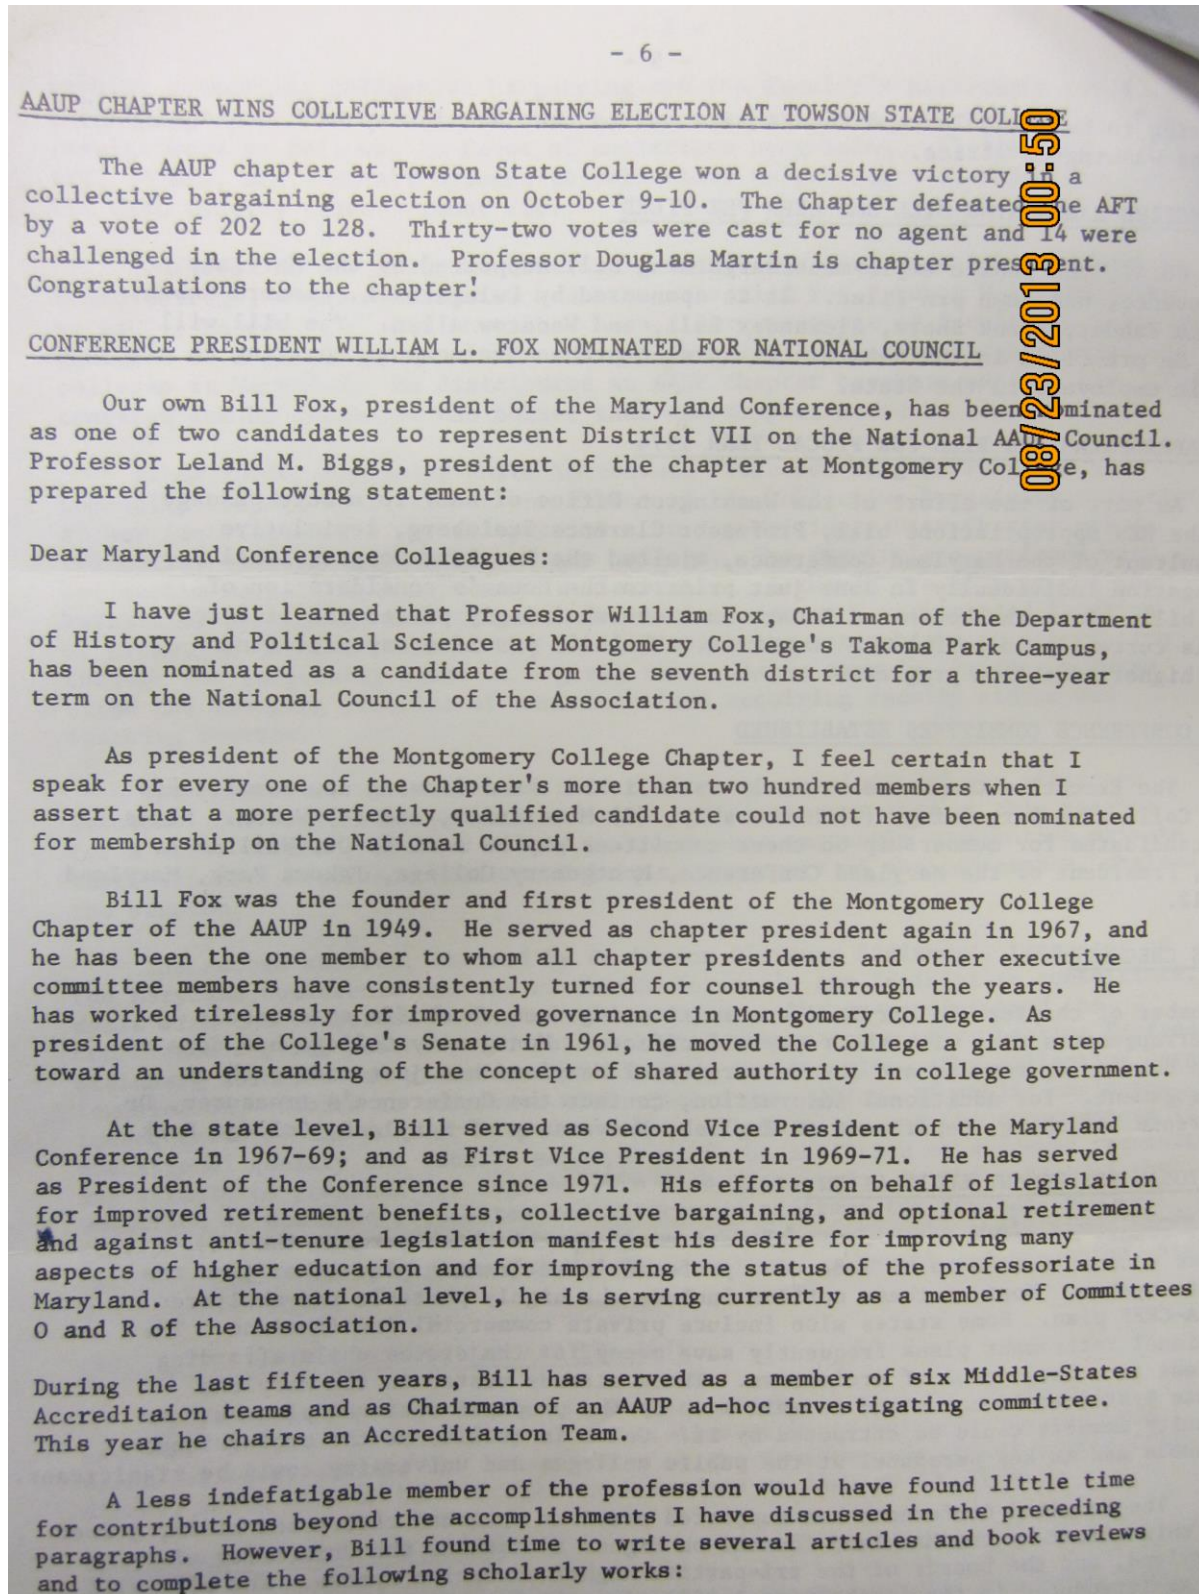 - 6 -
AAUP CHAPTER WINS COLLECTIVE BARGAINING ELECTION AT TOWSON STATE COLLEGE
The AAUP chapter at Towson State College won a decisive victory in a
collective bargaining election on October 9-10. The Chapter defeated the AFT
by a vote of 202 to 128. Thirty-two votes were cast for no agent and 14 were
challenged in the election. Professor Douglas Martin is chapter president.
Congratulations to the chapter!
CONFERENCE PRESIDENT WILLIAM L. FOX NOMINATED FOR NATIONAL COUNCIL
Our own Bill Fox, president of the Maryland Conference, has been nominated
as one of two candidates to represent District VII on the National AAUP Council.
Professor Leland M. Biggs, president of the chapter at Montgomery College, has
prepared the following statement:
Dear Maryland Conference Colleagues:
I have just learned that Professor William Fox, Chairman of the Department
of History and Political Science at Montgomery College's Takoma Park Campus,
has been nominated as a candidate from the seventh district for a three-year
term on the National Council of the Association.
As president of the Montgomery College Chapter, I feel certain that I
speak for every one of the Chapter's more than two hundred members when I
assert that a more perfectly qualified candidate could not have been nominated
for membership on the National Council.
Bill Fox was the founder and first president of the Montgomery College
Chapter of the AAUP in 1949. He served as chapter president again in 1967, and
he has been the one member to whom all chapter presidents and other executive
committee members have consistently turned for counsel through the years. He
has worked tirelessly for improved governance in Montgomery College. As
president of the College's Senate in 1961, he moved the College a giant step
toward an understanding of the concept of shared authority in college government.
At the state level, Bill served as Second Vice President of the Maryland
Conference in 1967-69; and as First Vice President in 1969-71. He has served
as President of the Conference since 1971. His efforts on behalf of legislation
for improved retirement benefits, collective bargaining, and optional retirement
and against anti-tenure legislation manifest his desire for improving many
aspects of higher education and for improving the status of the professoriate in
Maryland. At the national level, he is serving currently as a member of Committees
O and R of the Association.
During the last fifteen years, Bill has served as a member of six Middle-States
Accreditaion teams and as Chairman of an AAUP ad-hoc investigating committee.
This year he chairs an Accreditation Team.
A less indefatigable member of the profession would have found little time
for contributions beyond the accomplishments I have discussed in the preceding
paragraphs. However, Bill found time to write several articles and book reviews
and to complete the following scholarly works:
08/23/2013 00:50